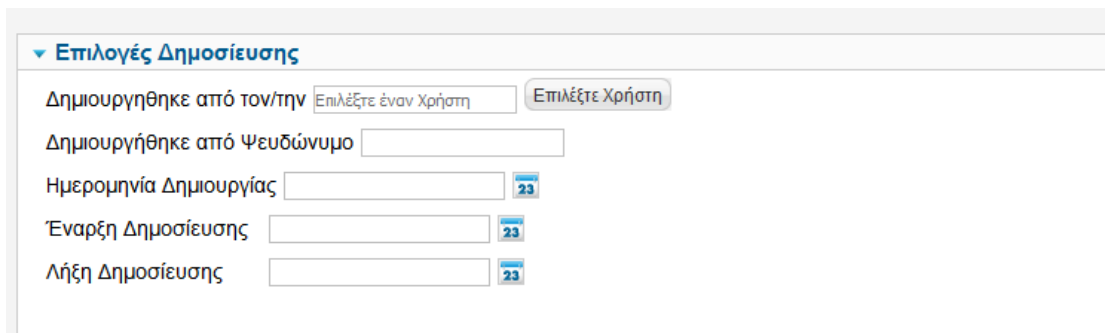 Επιλογές Δημοσίευσης
Δημιουργηθηκε από τον/την Επιλέξτε έναν Χρήστη Επιλέξτε Χρήστη
Δημιουργήθηκε από Ψευδώνυμο
Ημερομηνία Δημιουργίας 23
Έναρξη Δημοσίευσης 23
Λήξη Δημοσίευσης 23